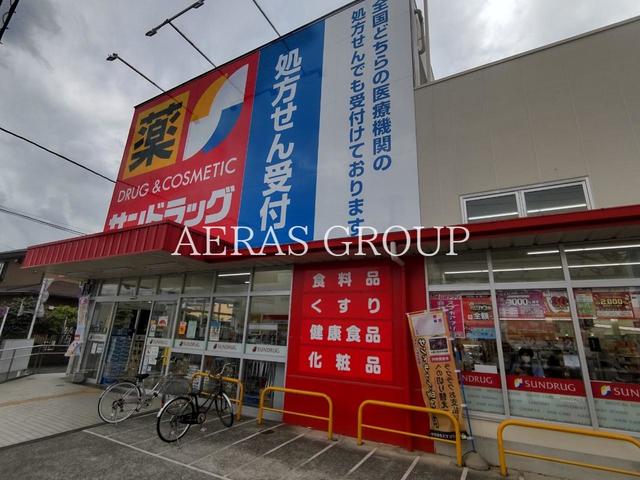 薬
DRUG & COSMETIC
サンドラッグ
処方せん受付
全国どちらの医療機関の
処方せんでも受付けております
AERAS GROUP
食料品
くすり
健康食品
化粧品
SUNDRUG
SUNDRUG
SUNDRUG
SUNDRUG